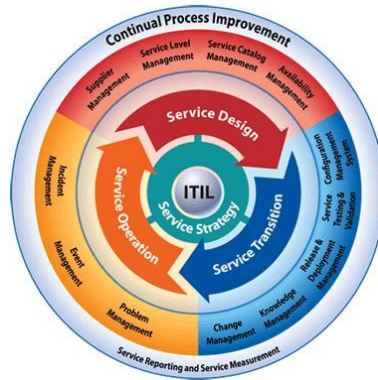 Continual Process Improvement
Supplier
Management
Service Level
Management
Service Catalog
Management
Availability
Management
Service Design
System
Configuration
Management
Service
Testing &
Validation
Release &
Deployment
Management
Knowledge
Management
Change
Management
Service Transition
Incident
Management
Event
Management
Problem
Management
Service Operation
ITIL
Service Strategy
Service Reporting and Service Measurement